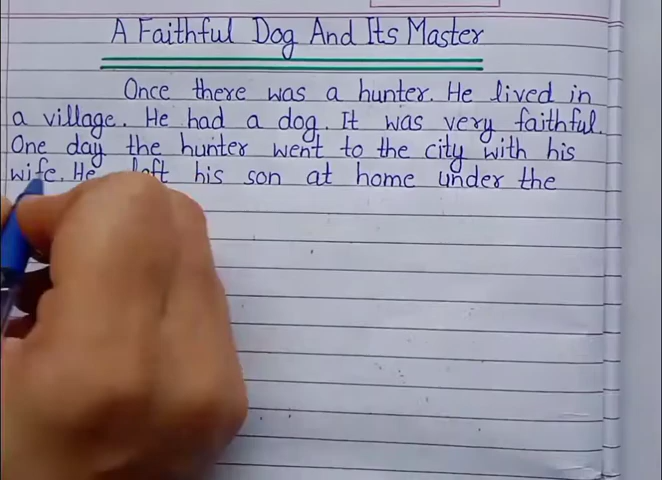 A Faithful Dog And Its Master
Once there was a hunter. He lived in
a village. He had a dog. It was very faithful.
One day the hunter went to the city with his
wife. He left his son at home under the